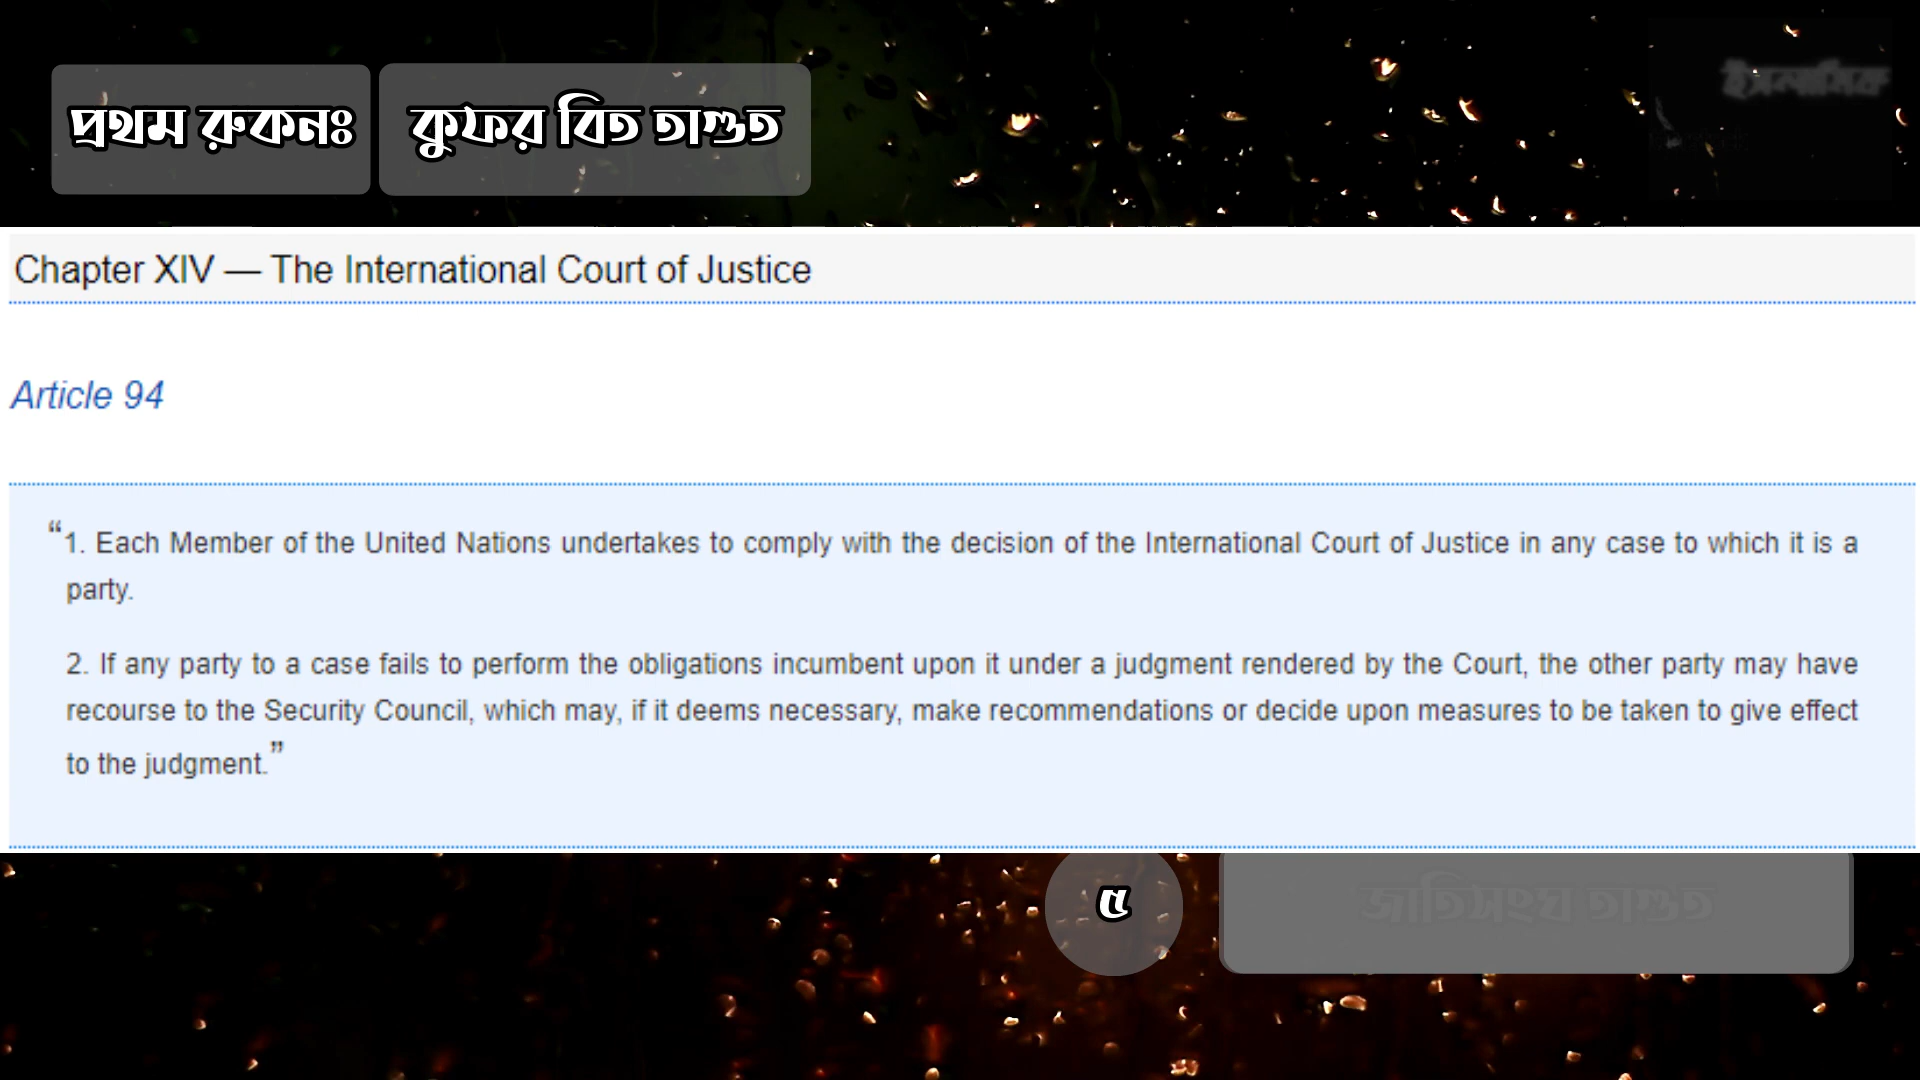 প্রথম রুকনঃ কুফর বিত তাগুত
ইসলামিক
Chapter XIV — The International Court of Justice
Article 94
“1. Each Member of the United Nations undertakes to comply with the decision of the International Court of Justice in any case to which it is a
party.
2. If any party to a case fails to perform the obligations incumbent upon it under a judgment rendered by the Court, the other party may have
recourse to the Security Council, which may, if it deems necessary, make recommendations or decide upon measures to be taken to give effect
to the judgment.”
৫ জাতিসংঘ তাগুত